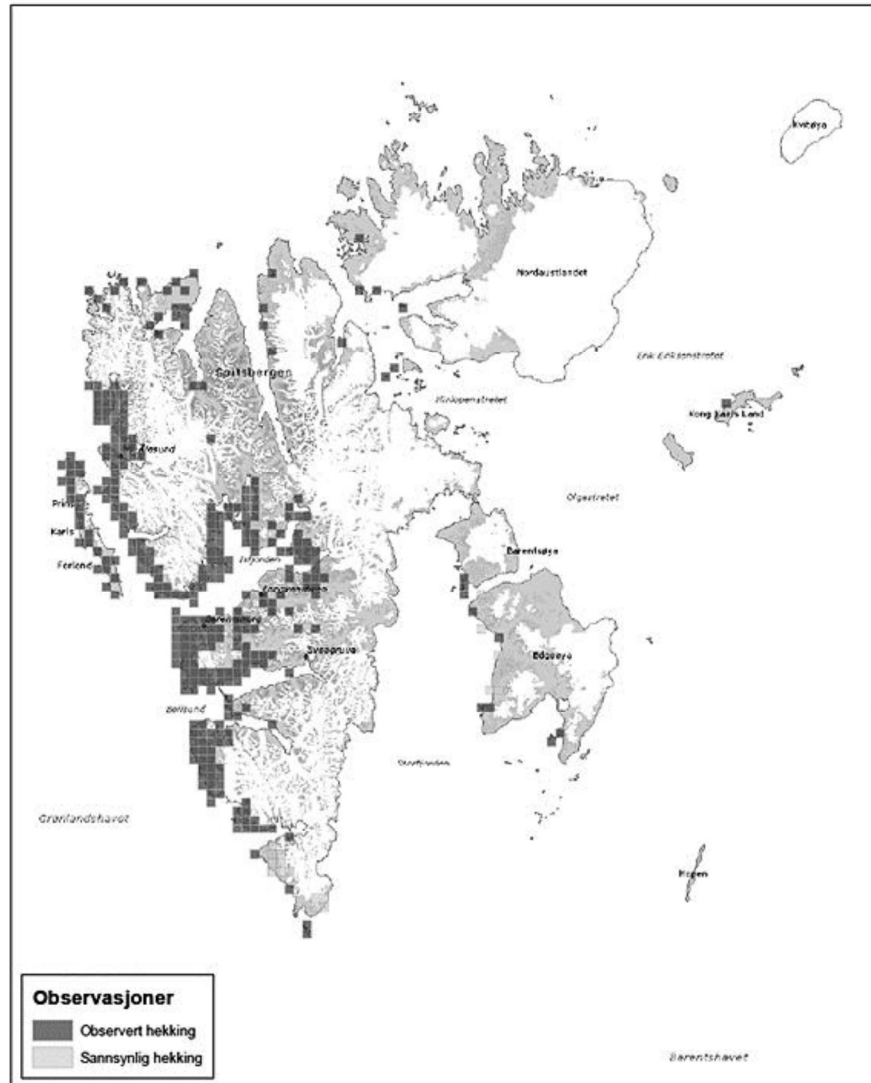 Kvitøya
Nordaustlandet
Erik Eriksenstretet
Spitsbergen
Hinlopenstretet
Kong Karls Land
Ålesund
Olgastretet
Prins
Karls
Forland
Isfjorden
Barentsøya
Longyearbyen
Barentsburg
Sveagruva
Edgeøya
Bellsund
Storfjorden
Grønlandshavet
Hopen
Observasjoner
Observert hekking
Sannsynlig hekking
Barentshavet